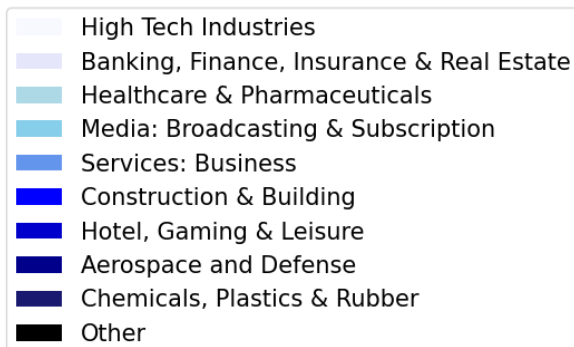 High Tech Industries
Banking, Finance, Insurance & Real Estate
Healthcare & Pharmaceuticals
Media: Broadcasting & Subscription
Services: Business
Construction & Building
Hotel, Gaming & Leisure
Aerospace and Defense
Chemicals, Plastics & Rubber
Other